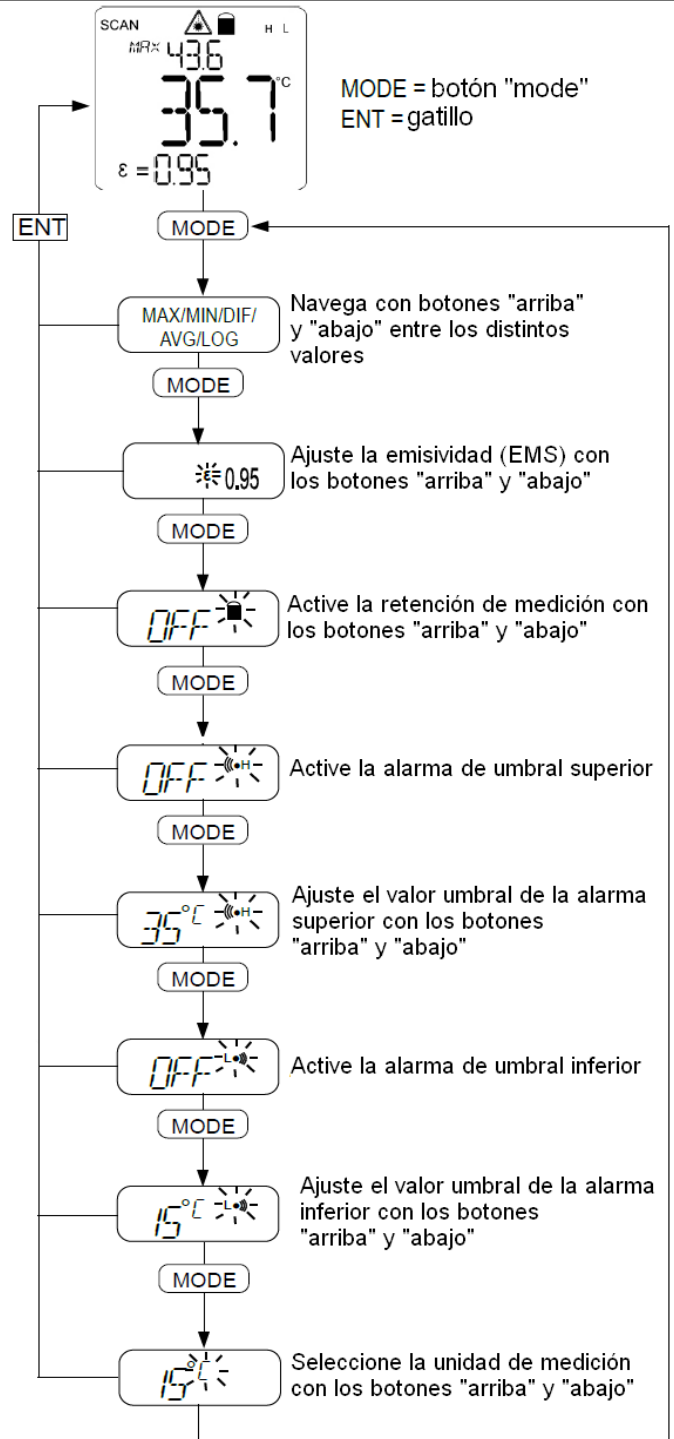 SCAN H L
MAX 43.6
35.7 °C
ε = 0.95
MODE = botón "mode"
ENT = gatillo
ENT
MODE
MAX/MIN/DIF/
AVG/LOG
Navega con botones "arriba"
y "abajo" entre los distintos
valores
MODE
ε 0.95
Ajuste la emisividad (EMS) con
los botones "arriba" y "abajo"
MODE
OFF
Active la retención de medición con
los botones "arriba" y "abajo"
MODE
OFF H
Active la alarma de umbral superior
MODE
35°C H
Ajuste el valor umbral de la alarma
superior con los botones
"arriba" y "abajo"
MODE
OFF L
Active la alarma de umbral inferior
MODE
15°C L
Ajuste el valor umbral de la alarma
inferior con los botones
"arriba" y "abajo"
MODE
15°C
Seleccione la unidad de medición
con los botones "arriba" y "abajo"